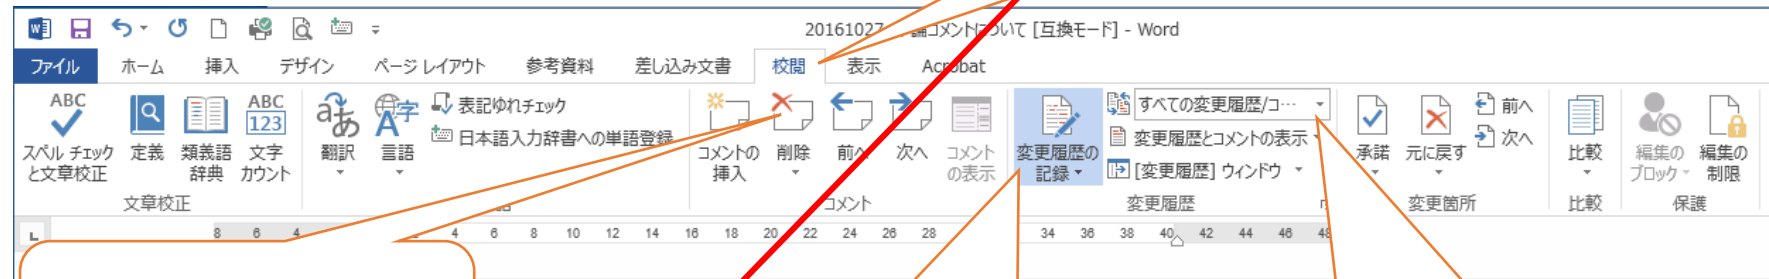 20161027 コメントについて [互換モード] - Word
ファイル ホーム 挿入 デザイン ページ レイアウト 参考資料 差し込み文書 校閲 表示 Acrobat
ABC
スペル チェック
と文章校正
定義
類義語
辞典
ABC
123
文字
カウント
文章校正
あ
翻訳
A字
言語
表記ゆれチェック
日本語入力辞書への単語登録
コメントの
挿入
削除
前へ
次へ
コメント
の表示
コメント
変更履歴の
記録
すべての変更履歴/コ…
変更履歴とコメントの表示
[変更履歴] ウィンドウ
変更履歴
承諾
元に戻す
前へ
次へ
変更箇所
比較
比較
編集の
ブロック
編集の
制限
保護
8 6 4 2 4 6 8 10 12 14 16 18 20 22 24 26 28 34 36 38 40 42 44 46 48